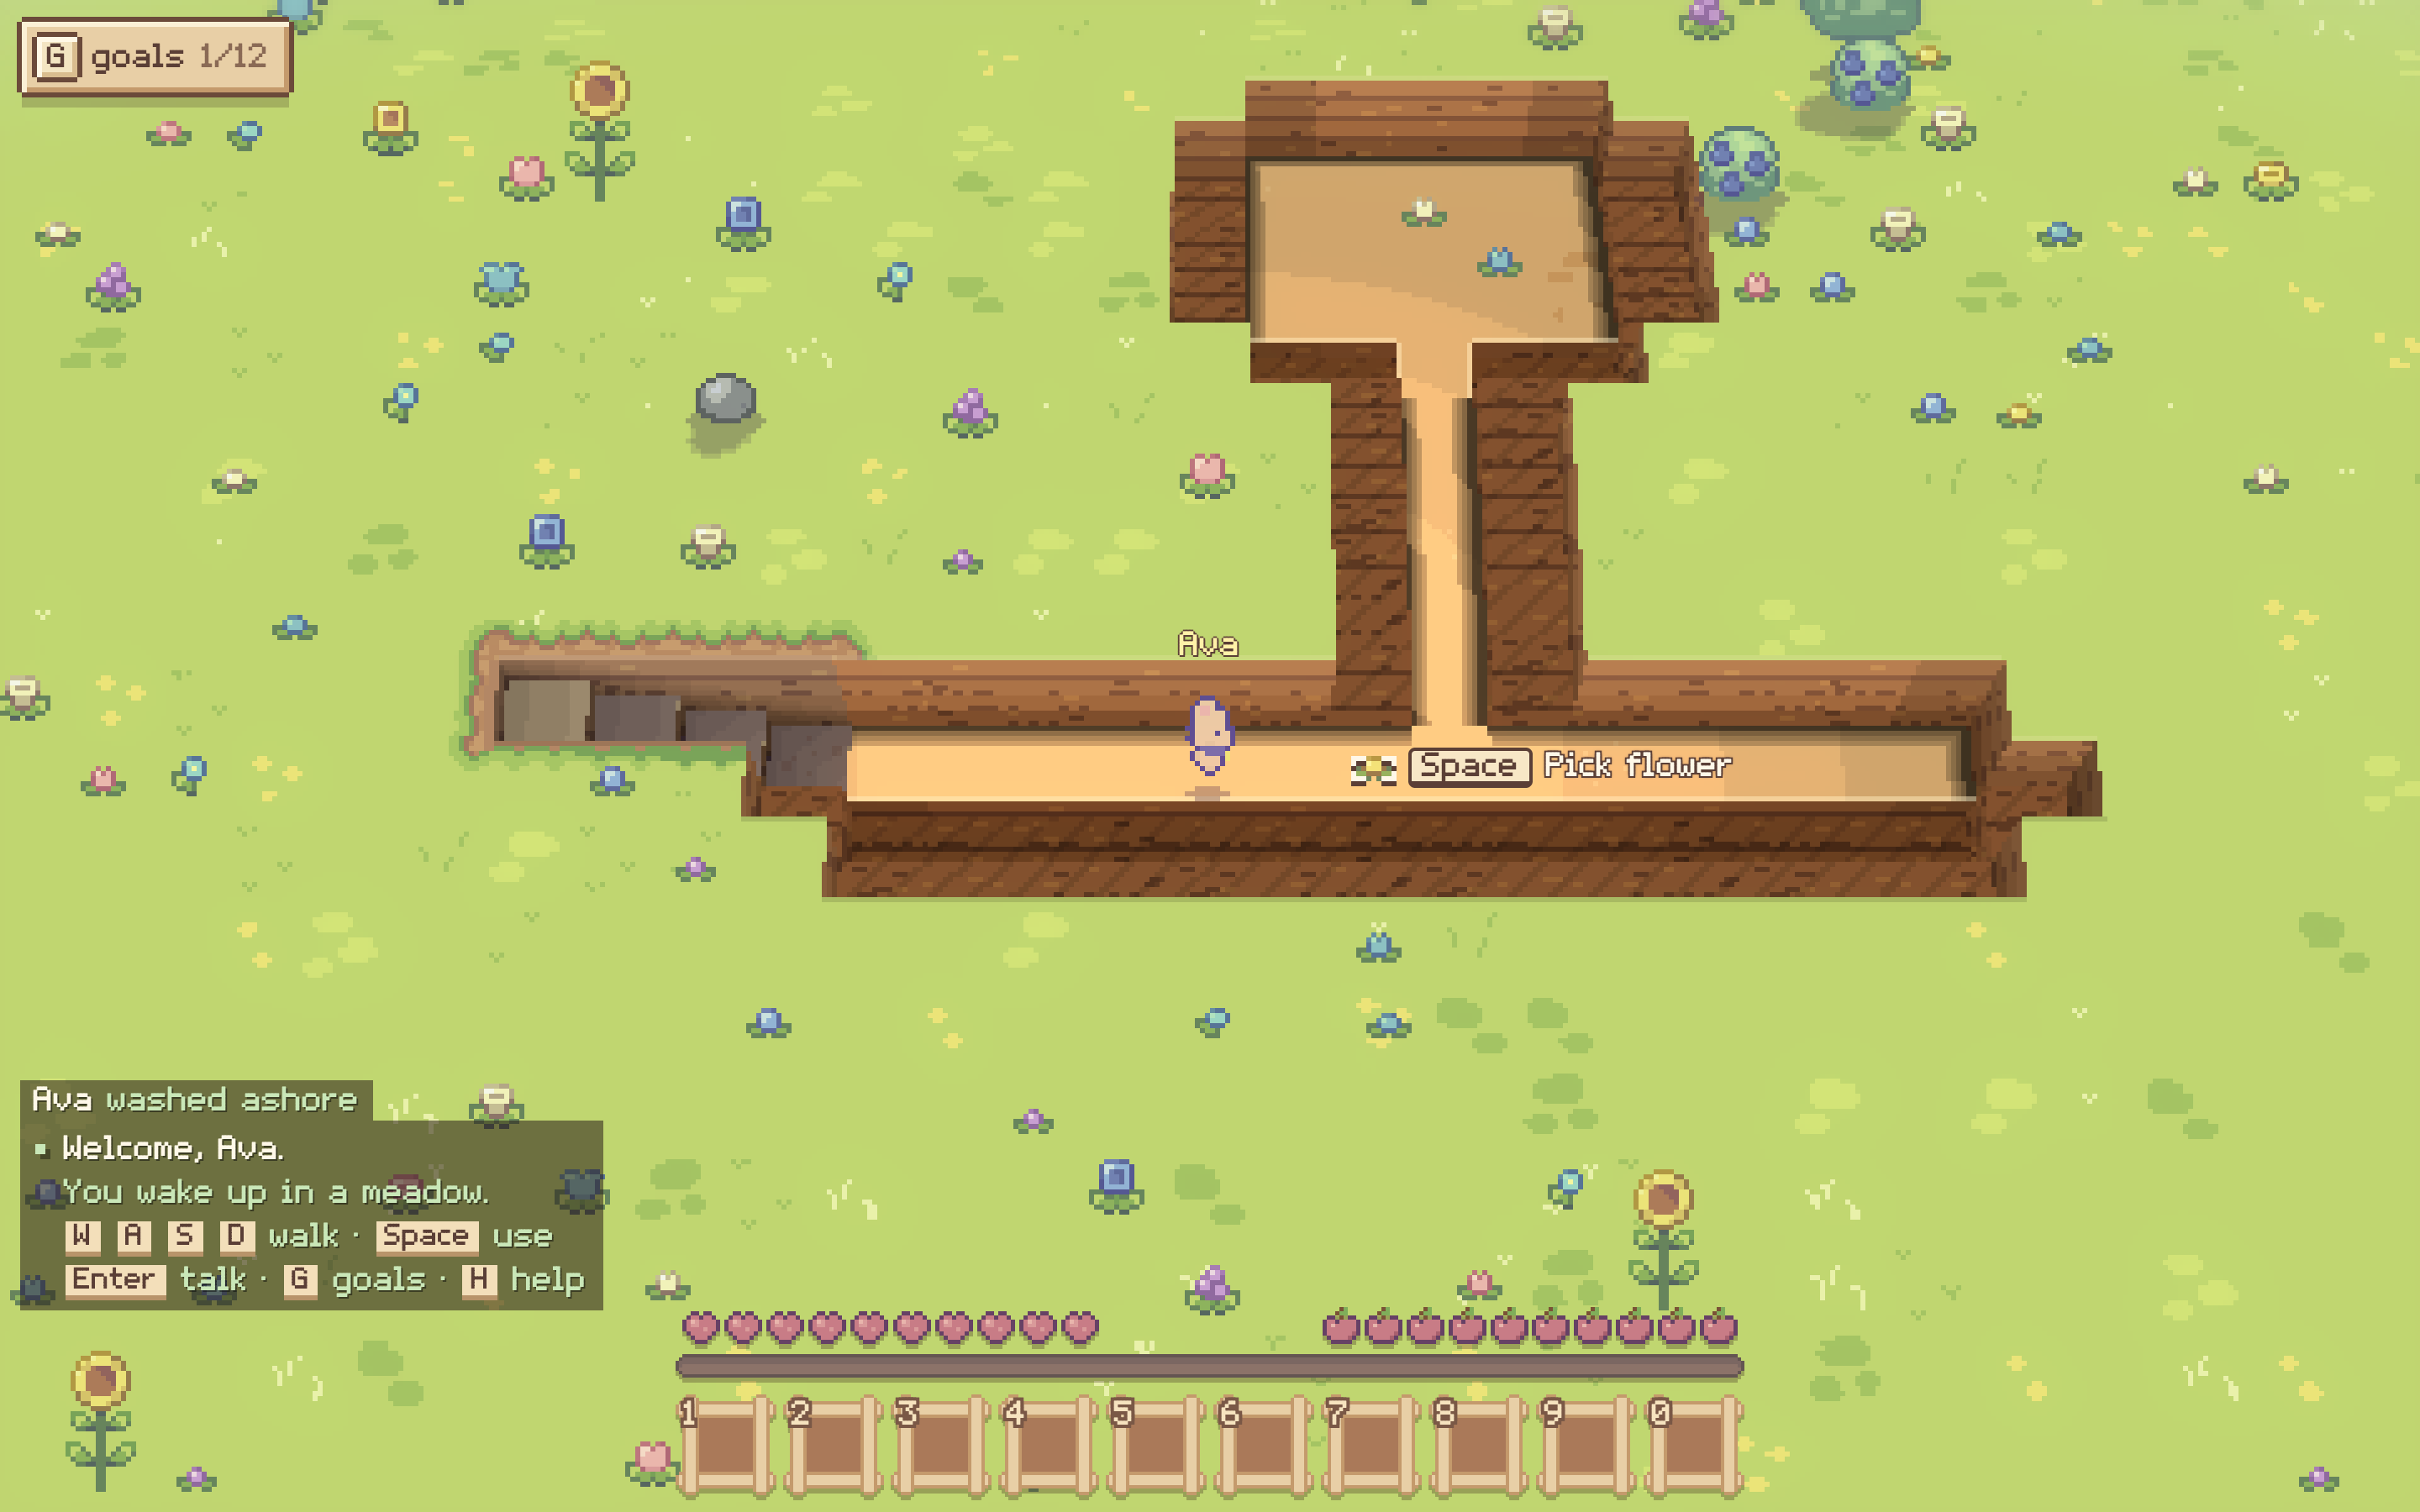 G goals 1/12
Ava
Space Pick flower
Ava washed ashore
Welcome, Ava.
You wake up in a meadow.
W A S D walk · Space use
Enter talk · G goals · H help
1 2 3 4 5 6 7 8 9 0